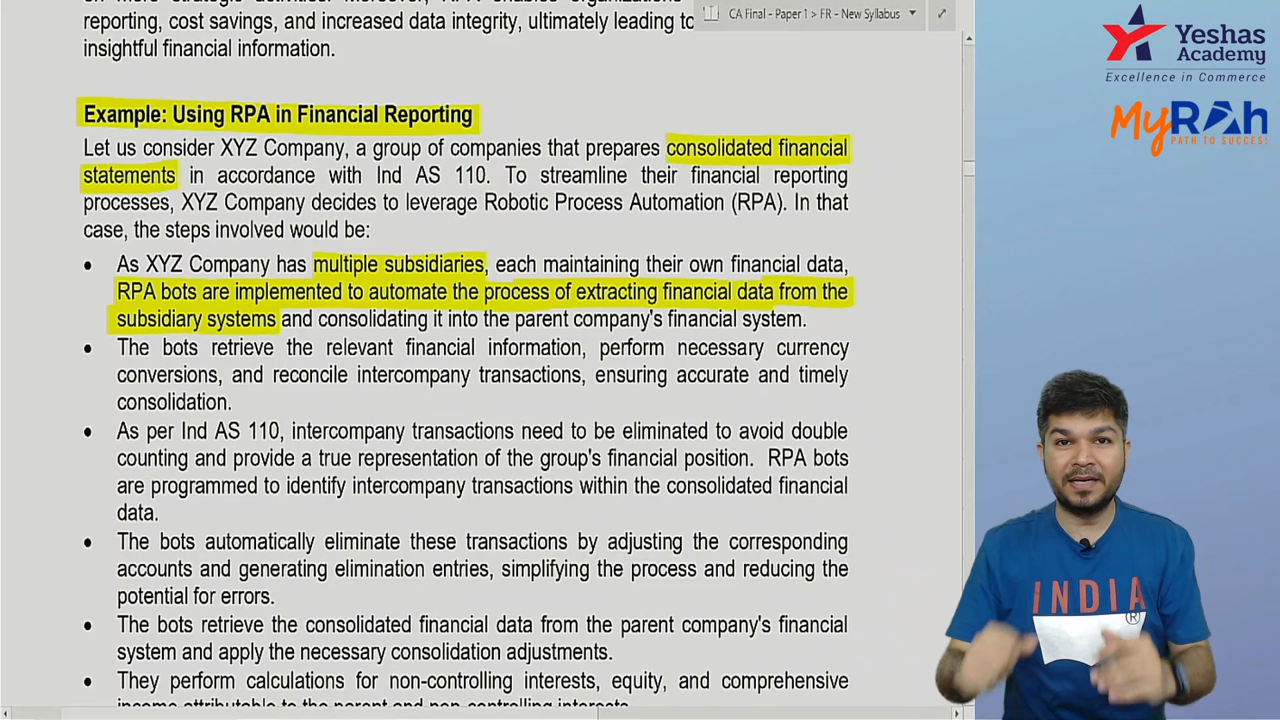 reporting, cost savings, and increased data integrity, ultimately leading to
insightful financial information.
CA Final - Paper 1 > FR - New Syllabus
Yeshas
Academy
Excellence in Commerce
MyRAh
PATH TO SUCCESS
Example: Using RPA in Financial Reporting
Let us consider XYZ Company, a group of companies that prepares consolidated financial
statements in accordance with Ind AS 110. To streamline their financial reporting
processes, XYZ Company decides to leverage Robotic Process Automation (RPA). In that
case, the steps involved would be:
• As XYZ Company has multiple subsidiaries, each maintaining their own financial data,
RPA bots are implemented to automate the process of extracting financial data from the
subsidiary systems and consolidating it into the parent company's financial system.
• The bots retrieve the relevant financial information, perform necessary currency
conversions, and reconcile intercompany transactions, ensuring accurate and timely
consolidation.
• As per Ind AS 110, intercompany transactions need to be eliminated to avoid double
counting and provide a true representation of the group's financial position. RPA bots
are programmed to identify intercompany transactions within the consolidated financial
data.
• The bots automatically eliminate these transactions by adjusting the corresponding
accounts and generating elimination entries, simplifying the process and reducing the
potential for errors.
• The bots retrieve the consolidated financial data from the parent company's financial
system and apply the necessary consolidation adjustments.
• They perform calculations for non-controlling interests, equity, and comprehensive
income attributable to the parent and non-controlling interests.
INDIA
®